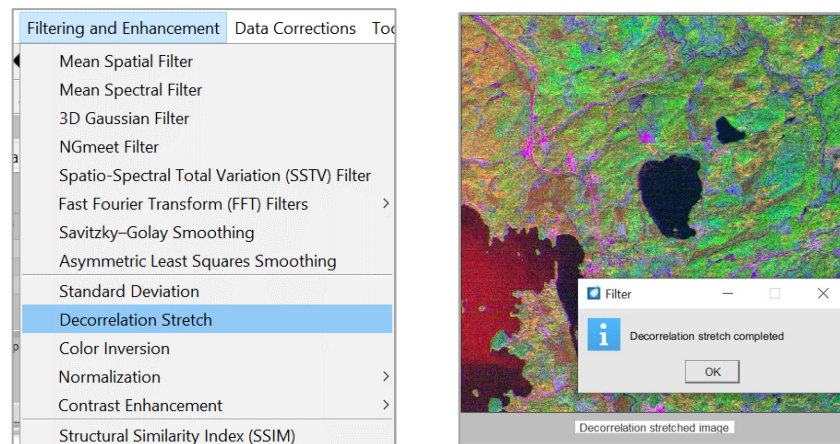 Filtering and Enhancement Data Corrections
Mean Spatial Filter
Mean Spectral Filter
3D Gaussian Filter
NGmeet Filter
Spatio-Spectral Total Variation (SSTV) Filter
Fast Fourier Transform (FFT) Filters
Savitzky–Golay Smoothing
Asymmetric Least Squares Smoothing
Standard Deviation
Decorrelation Stretch
Color Inversion
Normalization
Contrast Enhancement
Structural Similarity Index (SSIM)
Filter
Decorrelation stretch completed
OK
Decorrelation stretched image